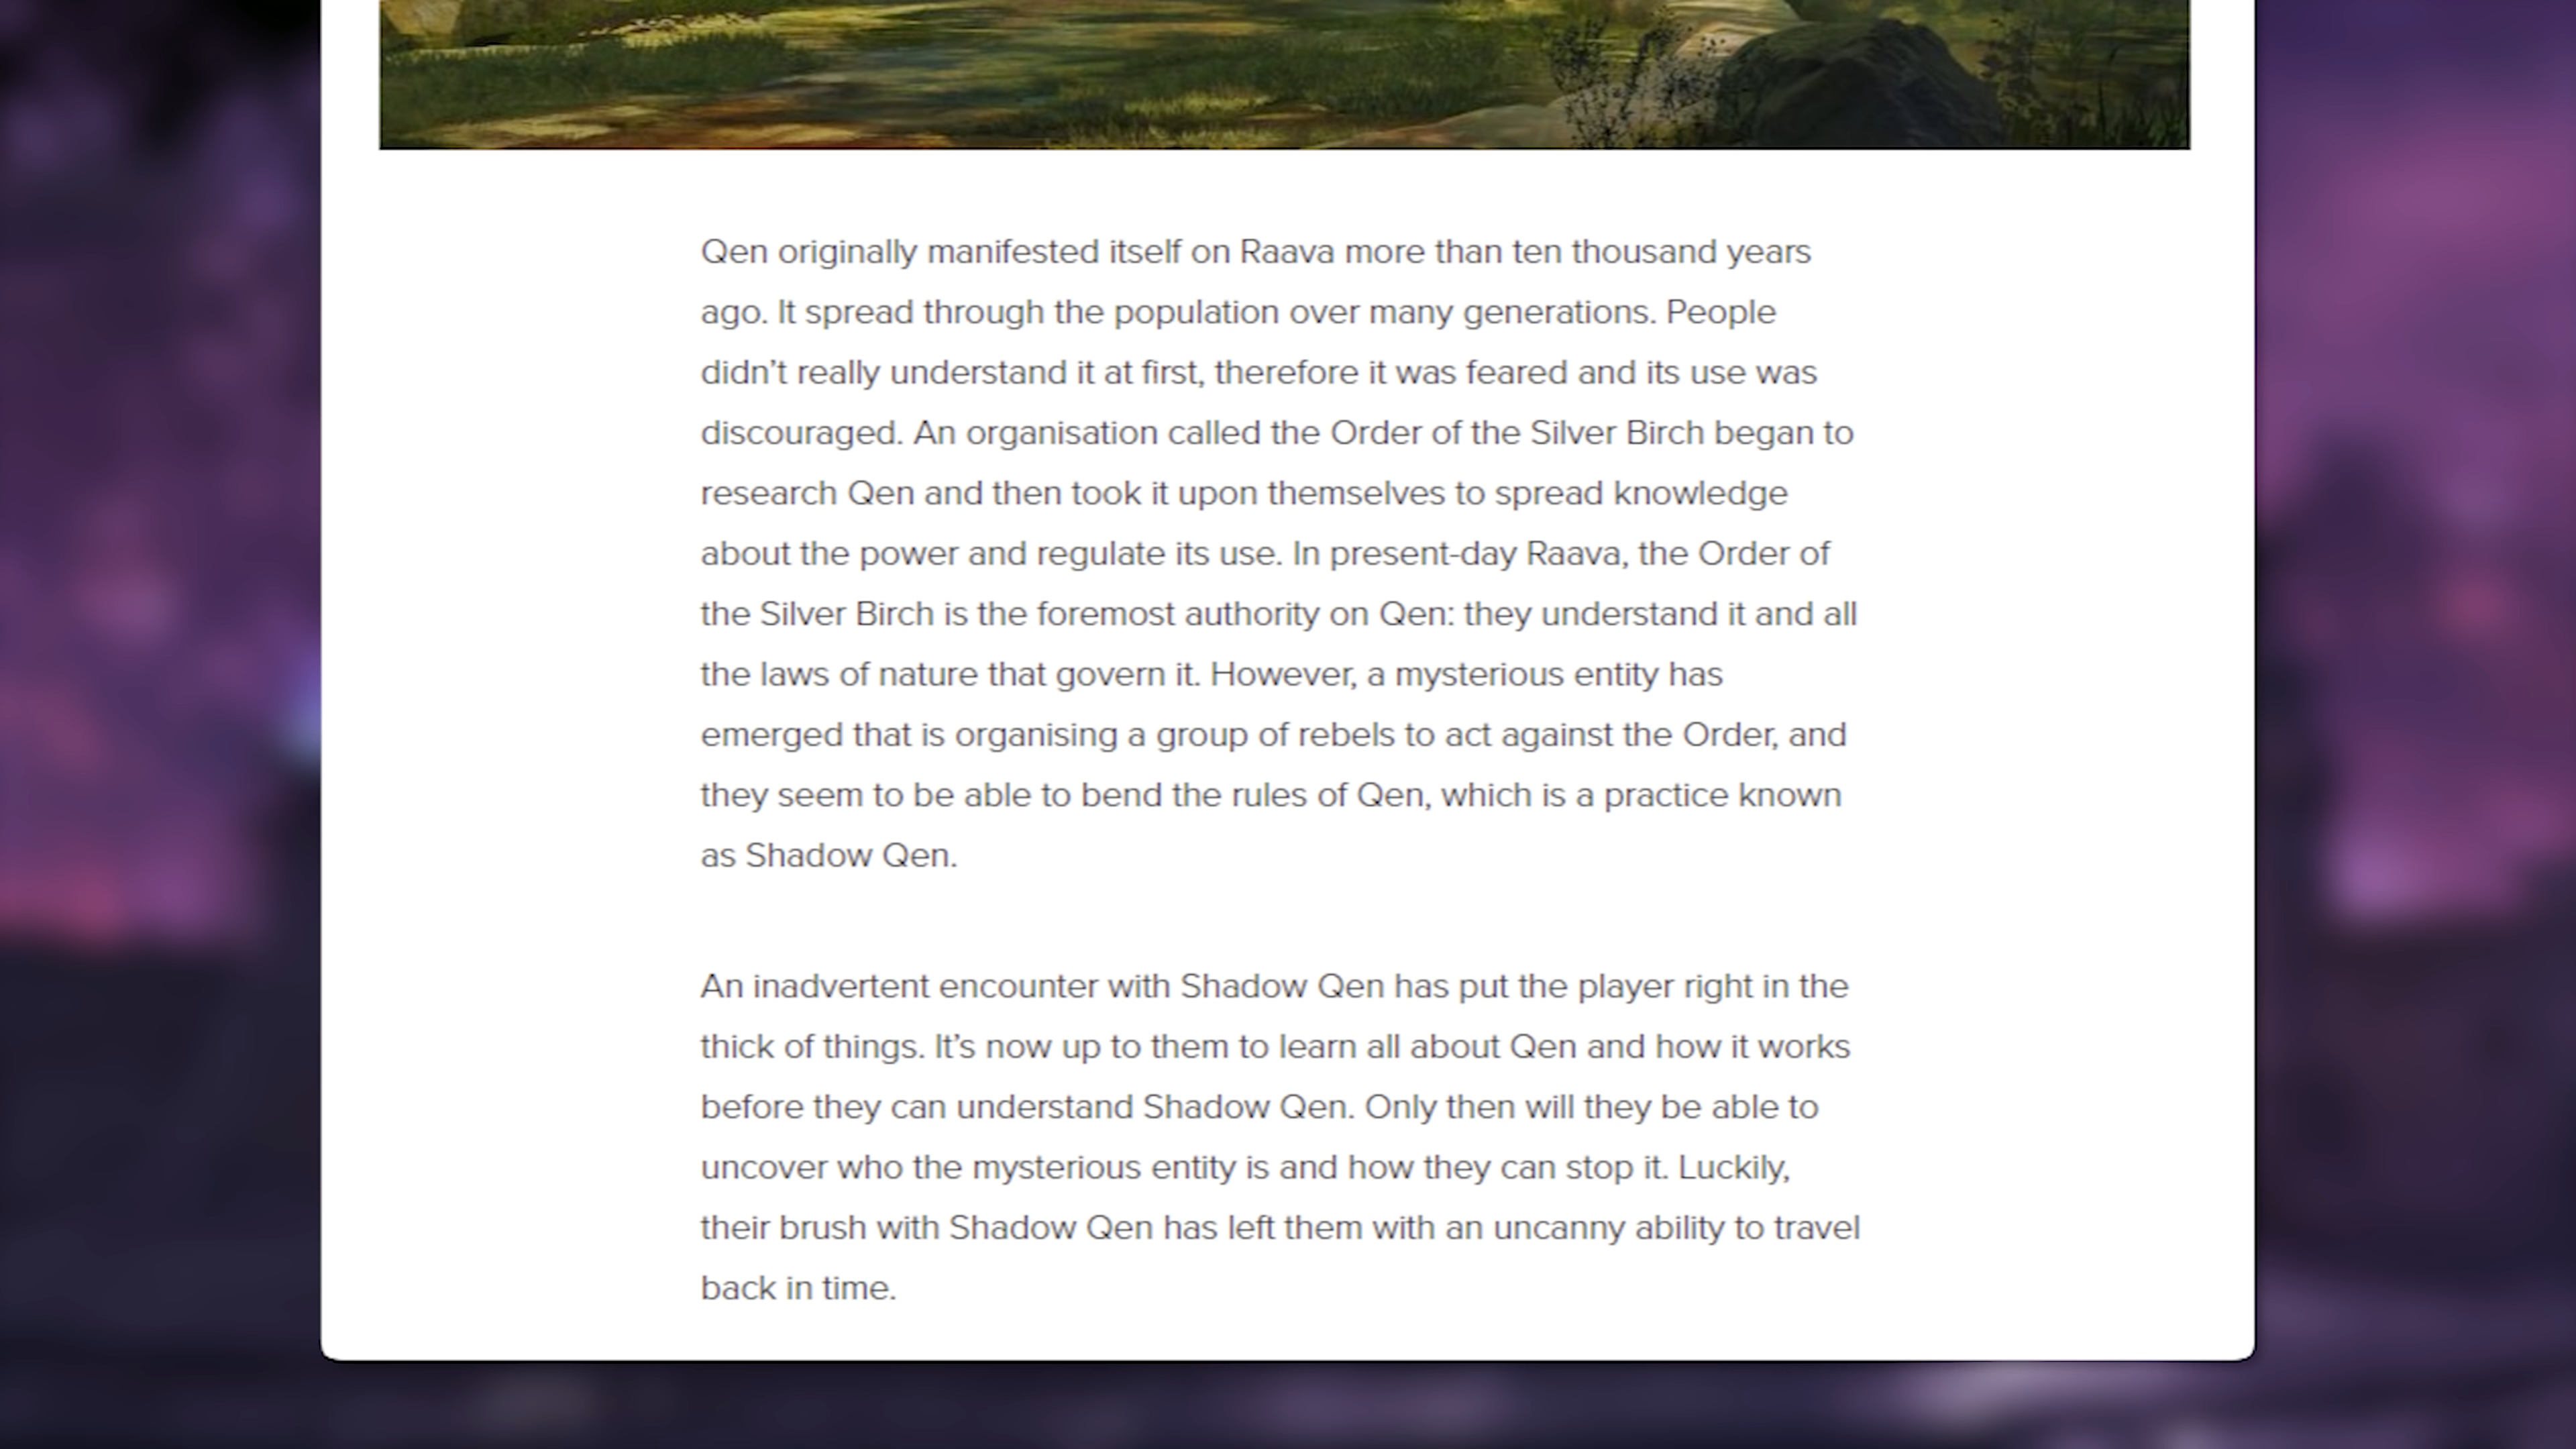 Qen originally manifested itself on Raava more than ten thousand years
ago. It spread through the population over many generations. People
didn’t really understand it at first, therefore it was feared and its use was
discouraged. An organisation called the Order of the Silver Birch began to
research Qen and then took it upon themselves to spread knowledge
about the power and regulate its use. In present-day Raava, the Order of
the Silver Birch is the foremost authority on Qen: they understand it and all
the laws of nature that govern it. However, a mysterious entity has
emerged that is organising a group of rebels to act against the Order, and
they seem to be able to bend the rules of Qen, which is a practice known
as Shadow Qen.
An inadvertent encounter with Shadow Qen has put the player right in the
thick of things. It’s now up to them to learn all about Qen and how it works
before they can understand Shadow Qen. Only then will they be able to
uncover who the mysterious entity is and how they can stop it. Luckily,
their brush with Shadow Qen has left them with an uncanny ability to travel
back in time.